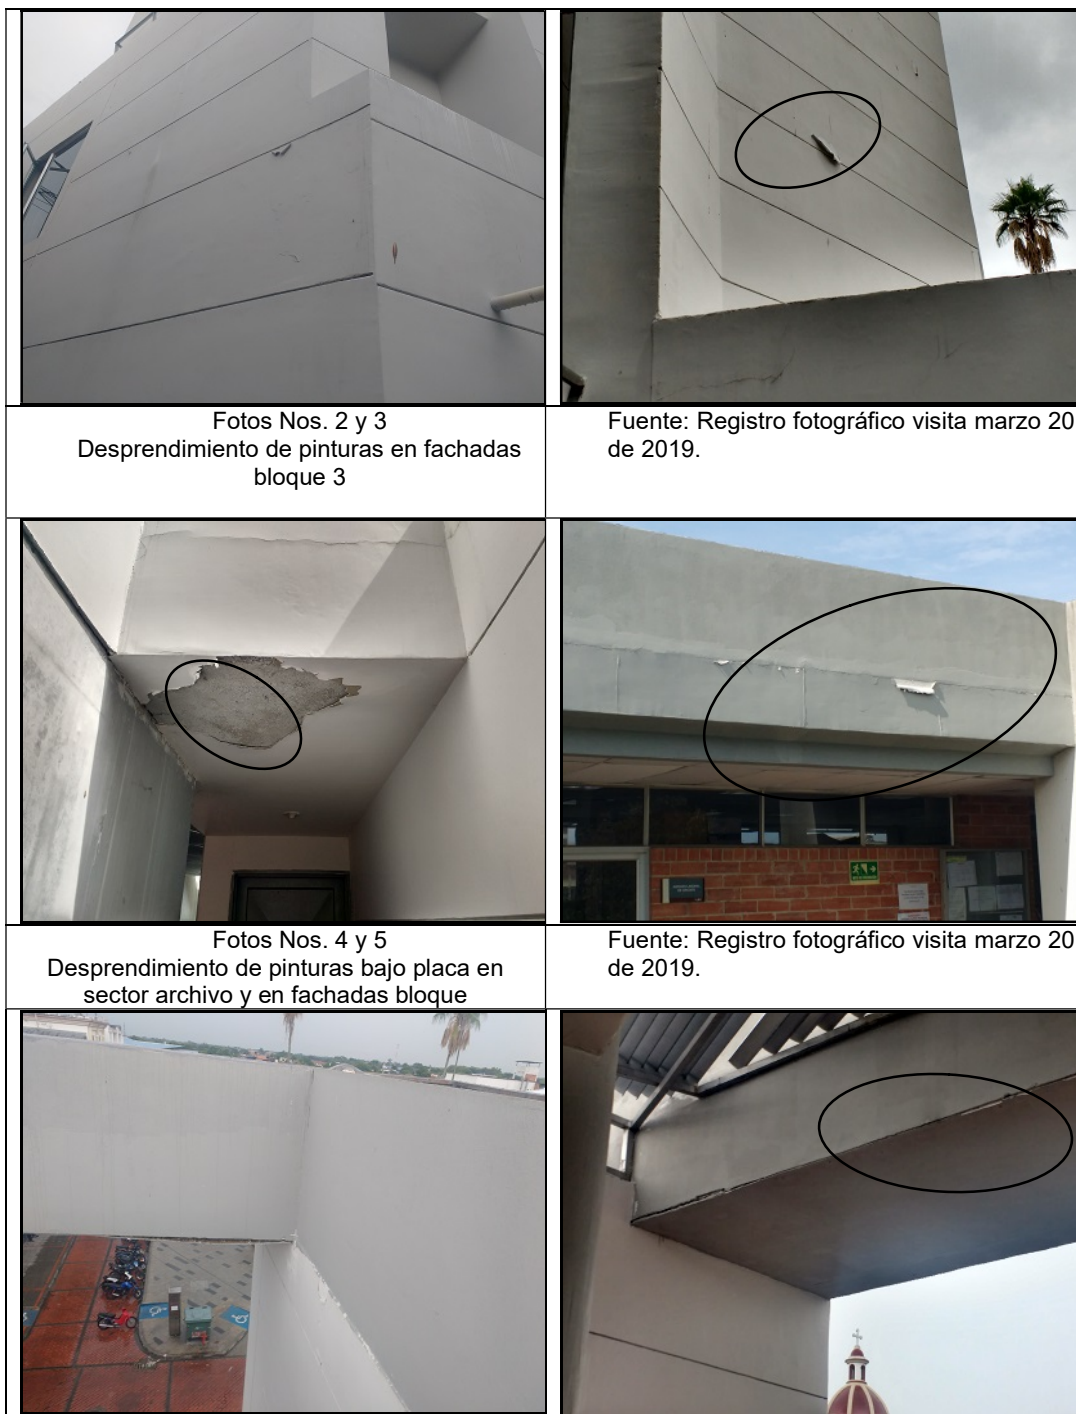 Fotos Nos. 2 y 3
Desprendimiento de pinturas en fachadas
bloque 3
Fuente: Registro fotográfico visita marzo 20
de 2019.
Fotos Nos. 4 y 5
Desprendimiento de pinturas bajo placa en
sector archivo y en fachadas bloque
Fuente: Registro fotográfico visita marzo 20
de 2019.